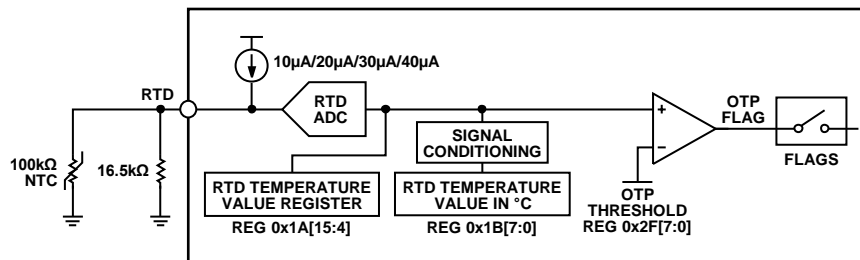 10µA/20µA/30µA/40µA
RTD
RTD
ADC
+
−
OTP
FLAG
FLAGS
100kΩ
NTC
16.5kΩ
SIGNAL
CONDITIONING
RTD TEMPERATURE
VALUE REGISTER
REG 0x1A[15:4]
RTD TEMPERATURE
VALUE IN °C
REG 0x1B[7:0]
OTP
THRESHOLD
REG 0x2F[7:0]